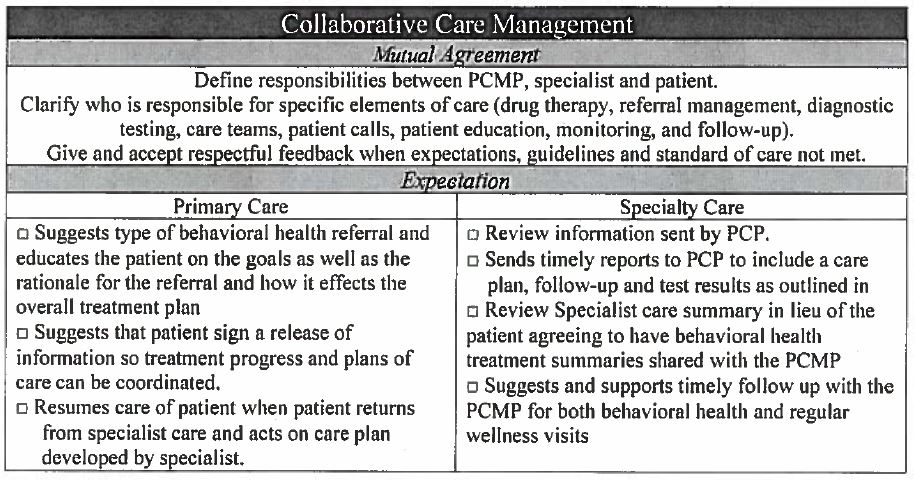 Collaborative Care Management
Mutual Agreement
Define responsibilities between PCMP, specialist and patient.
Clarify who is responsible for specific elements of care (drug therapy, referral management, diagnostic
testing, care teams, patient calls, patient education, monitoring, and follow-up).
Give and accept respectful feedback when expectations, guidelines and standard of care not met.
Expectation
Primary Care
□ Suggests type of behavioral health referral and
educates the patient on the goals as well as the
rationale for the referral and how it effects the
overall treatment plan
□ Suggests that patient sign a release of
information so treatment progress and plans of
care can be coordinated.
□ Resumes care of patient when patient returns
from specialist care and acts on care plan
developed by specialist.
Specialty Care
□ Review information sent by PCP.
□ Sends timely reports to PCP to include a care
plan, follow-up and test results as outlined in
□ Review Specialist care summary in lieu of the
patient agreeing to have behavioral health
treatment summaries shared with the PCMP
□ Suggests and supports timely follow up with the
PCMP for both behavioral health and regular
wellness visits